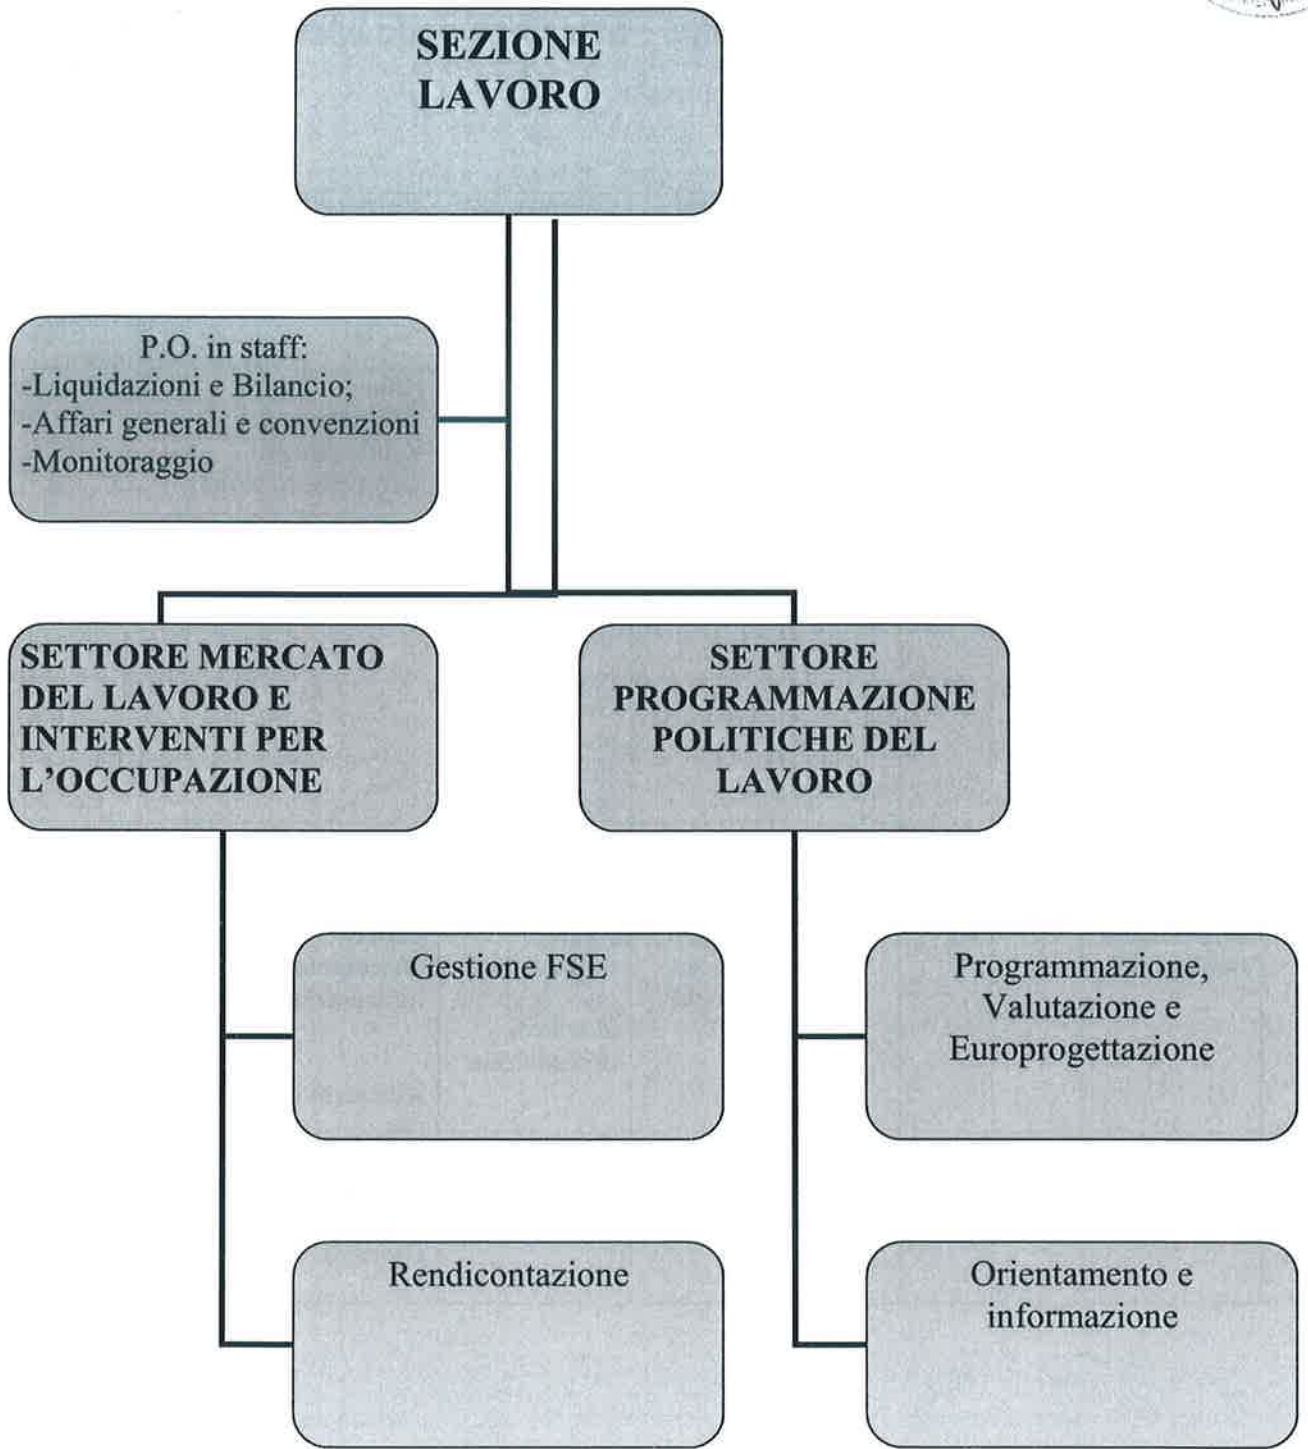 SEZIONE
LAVORO
P.O. in staff:
-Liquidazioni e Bilancio;
-Affari generali e convenzioni
-Monitoraggio
SETTORE MERCATO
DEL LAVORO E
INTERVENTI PER
L’OCCUPAZIONE
SETTORE
PROGRAMMAZIONE
POLITICHE DEL
LAVORO
Gestione FSE
Programmazione,
Valutazione e
Europrogettazione
Rendicontazione
Orientamento e
informazione